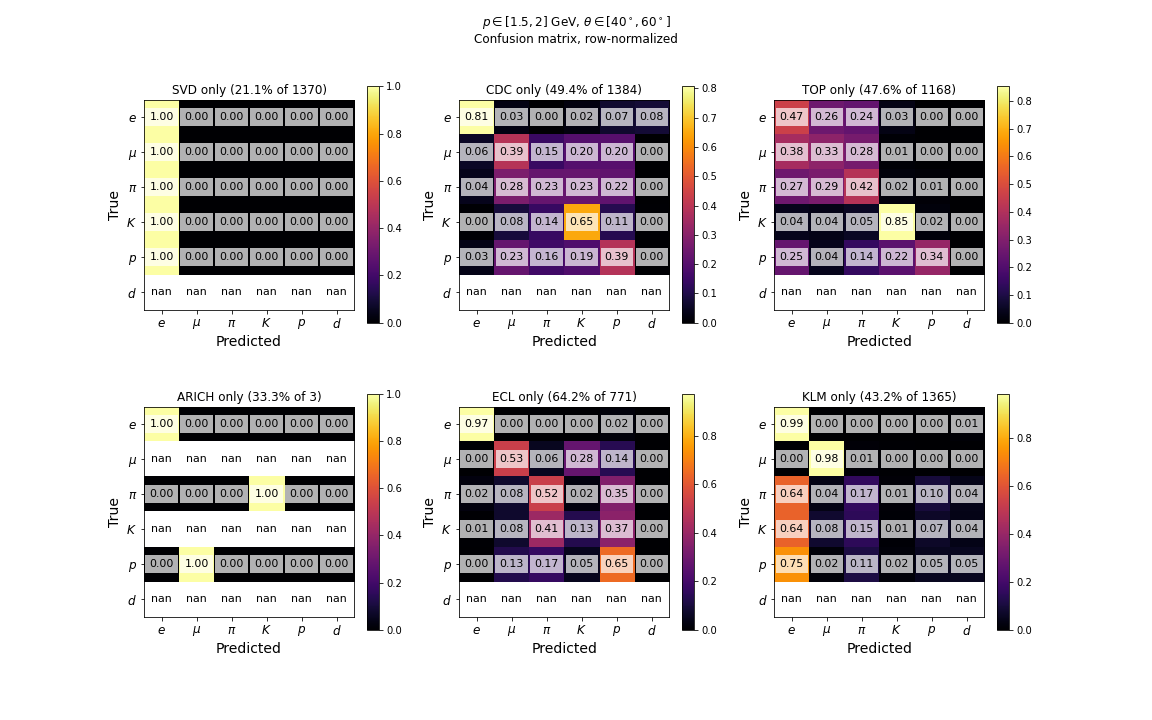 p ∈ [1.5, 2] GeV, θ ∈ [40°, 60°]
Confusion matrix, row-normalized
SVD only (21.1% of 1370)
True
e 1.00 0.00 0.00 0.00 0.00 0.00
μ 1.00 0.00 0.00 0.00 0.00 0.00
π 1.00 0.00 0.00 0.00 0.00 0.00
K 1.00 0.00 0.00 0.00 0.00 0.00
p 1.00 0.00 0.00 0.00 0.00 0.00
d nan nan nan nan nan nan
e μ π K p d
Predicted
1.0
0.8
0.6
0.4
0.2
0.0
CDC only (49.4% of 1384)
True
e 0.81 0.03 0.00 0.02 0.07 0.08
μ 0.06 0.39 0.15 0.20 0.20 0.00
π 0.04 0.28 0.23 0.23 0.22 0.00
K 0.00 0.08 0.14 0.65 0.11 0.00
p 0.03 0.23 0.16 0.19 0.39 0.00
d nan nan nan nan nan nan
e μ π K p d
Predicted
0.8
0.7
0.6
0.5
0.4
0.3
0.2
0.1
0.0
TOP only (47.6% of 1168)
True
e 0.47 0.26 0.24 0.03 0.00 0.00
μ 0.38 0.33 0.28 0.01 0.00 0.00
π 0.27 0.29 0.42 0.02 0.01 0.00
K 0.04 0.04 0.05 0.85 0.02 0.00
p 0.25 0.04 0.14 0.22 0.34 0.00
d nan nan nan nan nan nan
e μ π K p d
Predicted
0.8
0.7
0.6
0.5
0.4
0.3
0.2
0.1
0.0
ARICH only (33.3% of 3)
True
e 1.00 0.00 0.00 0.00 0.00 0.00
μ nan nan nan nan nan nan
π 0.00 0.00 0.00 1.00 0.00 0.00
K nan nan nan nan nan nan
p 0.00 1.00 0.00 0.00 0.00 0.00
d nan nan nan nan nan nan
e μ π K p d
Predicted
1.0
0.8
0.6
0.4
0.2
0.0
ECL only (64.2% of 771)
True
e 0.97 0.00 0.00 0.00 0.02 0.00
μ 0.00 0.53 0.06 0.28 0.14 0.00
π 0.02 0.08 0.52 0.02 0.35 0.00
K 0.01 0.08 0.41 0.13 0.37 0.00
p 0.00 0.13 0.17 0.05 0.65 0.00
d nan nan nan nan nan nan
e μ π K p d
Predicted
0.8
0.6
0.4
0.2
0.0
KLM only (43.2% of 1365)
True
e 0.99 0.00 0.00 0.00 0.00 0.01
μ 0.00 0.98 0.01 0.00 0.00 0.00
π 0.64 0.04 0.17 0.01 0.10 0.04
K 0.64 0.08 0.15 0.01 0.07 0.04
p 0.75 0.02 0.11 0.02 0.05 0.05
d nan nan nan nan nan nan
e μ π K p d
Predicted
0.8
0.6
0.4
0.2
0.0